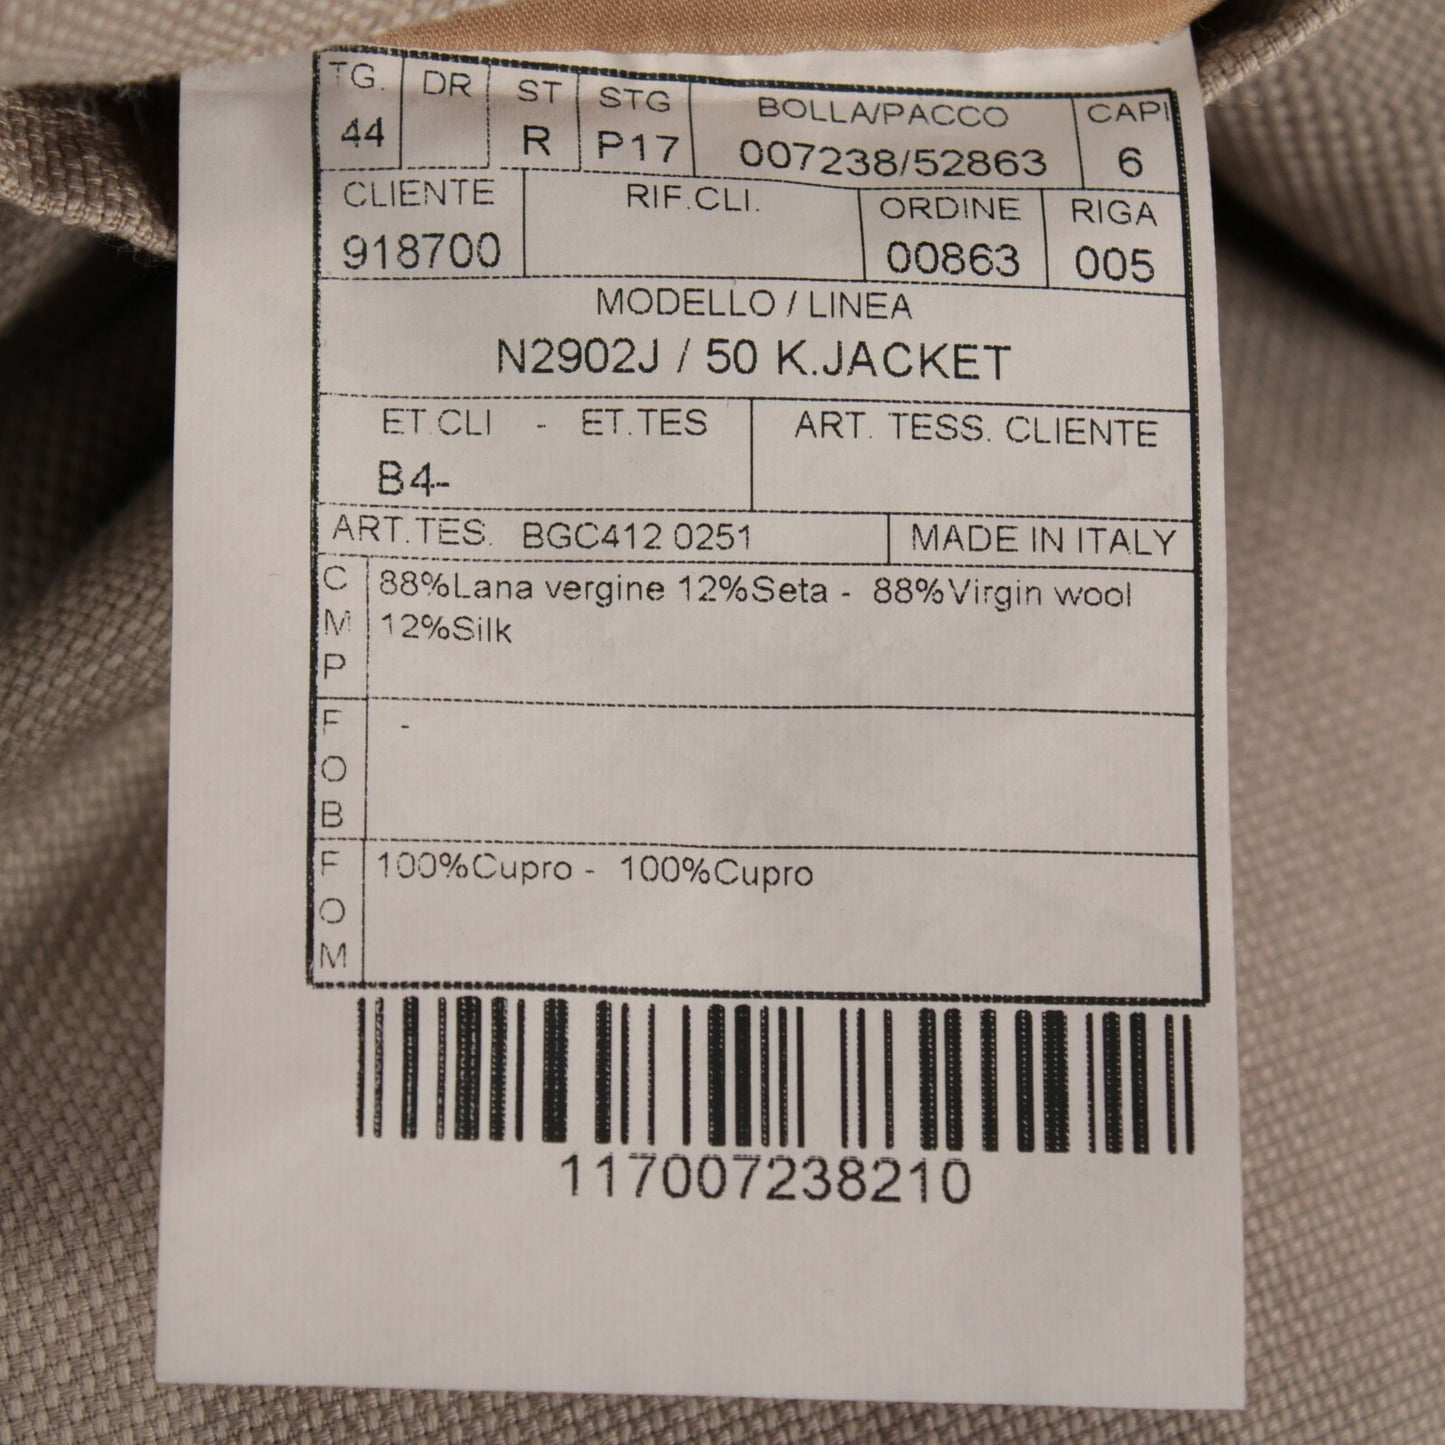 TG. DR ST STG BOLLA/PACCO CAPI
44 R P17 007238/52863 6
CLIENTE RIF.CLI. ORDINE RIGA
918700 00863 005
MODELLO / LINEA
N2902J / 50 K.JACKET
ET.CLI - ET.TES ART. TESS. CLIENTE
B4-
ART.TES. BGC412 0251 MADE IN ITALY
CMP 88%Lana vergine 12%Seta - 88%Virgin wool
12%Silk
FOB -
FOM 100%Cupro - 100%Cupro
117007238210